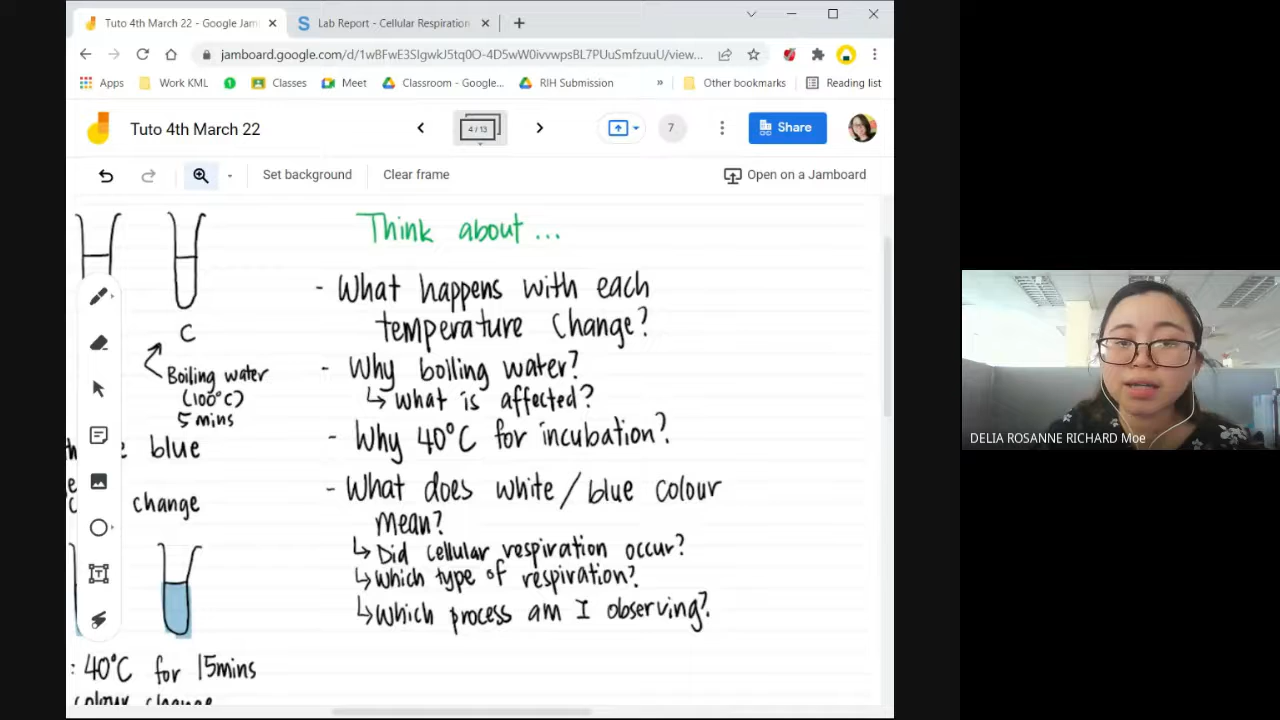 Tuto 4th March 22 - Google Jam
Lab Report - Cellular Respiration
jamboard.google.com/d/1wBFwE3SIgwkJ5tq0O-4D5wW0ivvwpsBL7PUuSmfzuuU/view...
Apps Work KML 1 Classes Meet Classroom - Google... RIH Submission » Other bookmarks Reading list
Tuto 4th March 22
4 / 13
7
Share
Set background
Clear frame
Open on a Jamboard
C
Boiling water
(100°C)
5 mins
blue
change
: 40°C for 15mins
colour change
Think about...
- What happens with each
temperature change?
- Why boiling water?
↳ what is affected?
- Why 40°C for incubation?
- What does white/blue colour
mean?
↳ Did cellular respiration occur?
↳ Which type of respiration?
↳ Which process am I observing?
DELIA ROSANNE RICHARD Moe